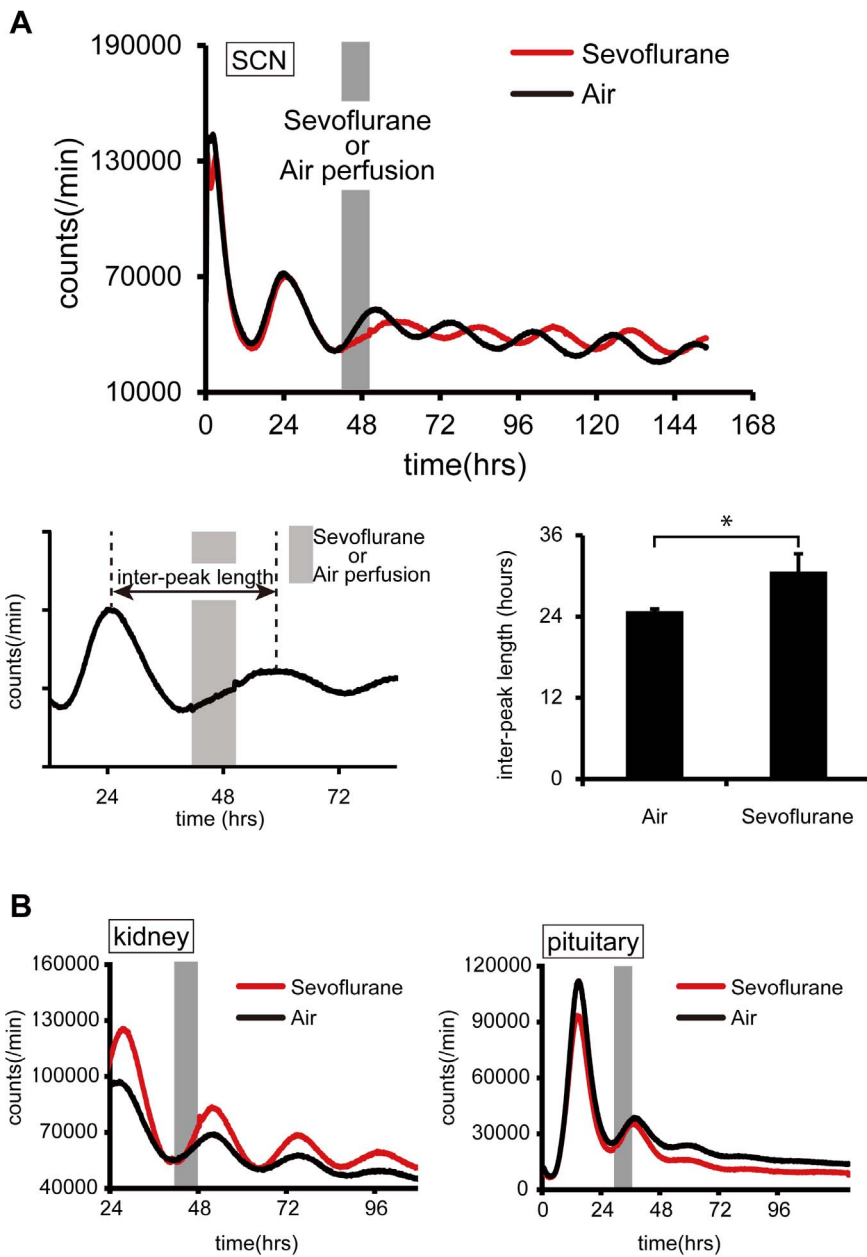 A
SCN
Sevoflurane
Air
Sevoflurane
or
Air perfusion
counts(/min)
190000
130000
70000
10000
0 24 48 72 96 120 144 168
time(hrs)
inter-peak length
Sevoflurane
or
Air perfusion
counts(/min)
24 48 72
time (hrs)
*
inter-peak length (hours)
36
24
12
0
Air Sevoflurane
B
kidney
Sevoflurane
Air
counts(/min)
160000
130000
100000
70000
40000
24 48 72 96
time(hrs)
pituitary
Sevoflurane
Air
counts(/min)
120000
90000
60000
30000
0
0 24 48 72 96
time(hrs)